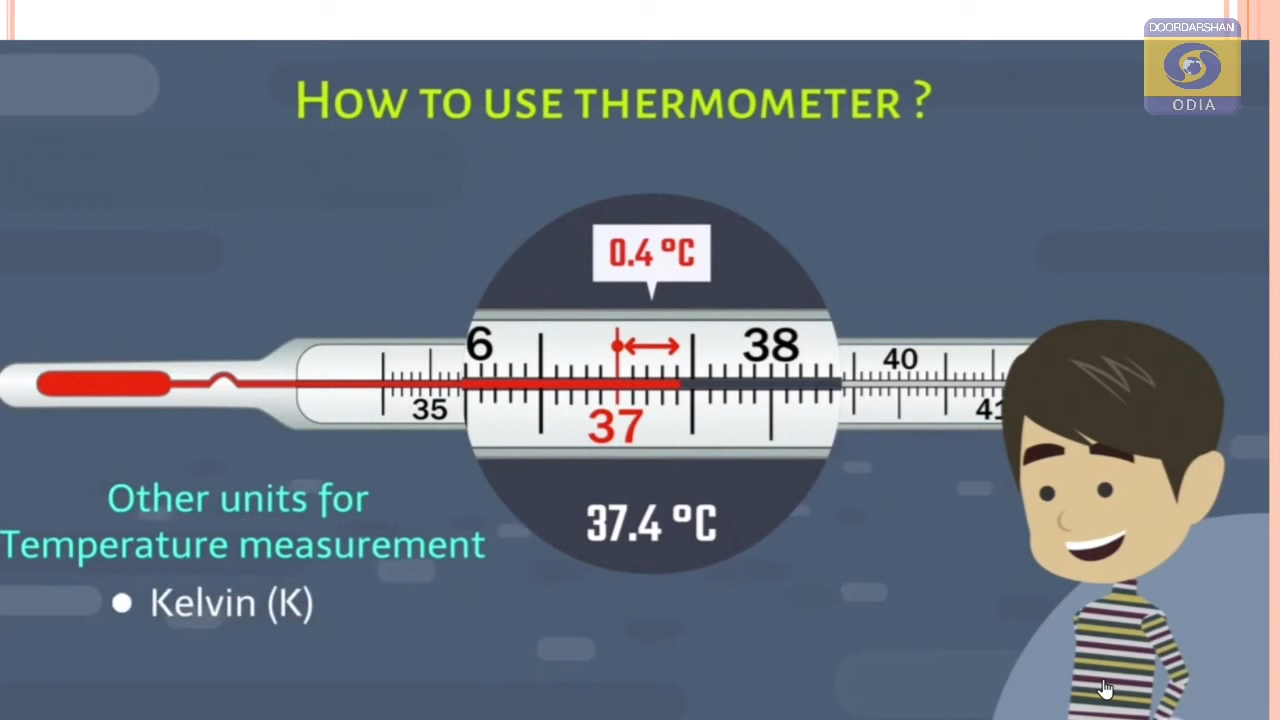 DOORDARSHAN
ODIA
HOW TO USE THERMOMETER ?
0.4 °C
6
38
40
35
37
41
37.4 °C
Other units for
Temperature measurement
• Kelvin (K)